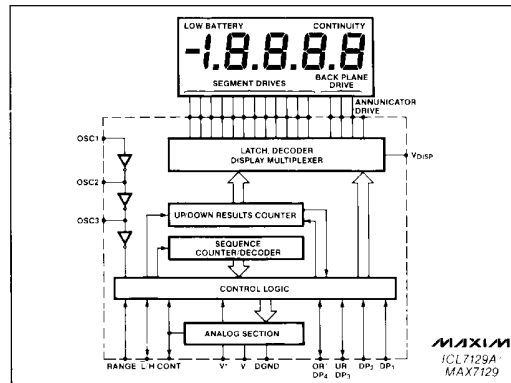 LOW BATTERY CONTINUITY
-1.8.8.8.8
SEGMENT DRIVES
BACK PLANE
DRIVE
ANNUNICATOR
DRIVE
OSC1
LATCH, DECODER
DISPLAY MULTIPLEXER
VDISP
OSC2
OSC3
UP/DOWN RESULTS COUNTER
SEQUENCE
COUNTER/DECODER
CONTROL LOGIC
ANALOG SECTION
RANGE L/H CONT V+ V- DGND OR/ DP4 UR/ DP3 DP2 DP1
MAXIM
ICL7129A/
MAX7129